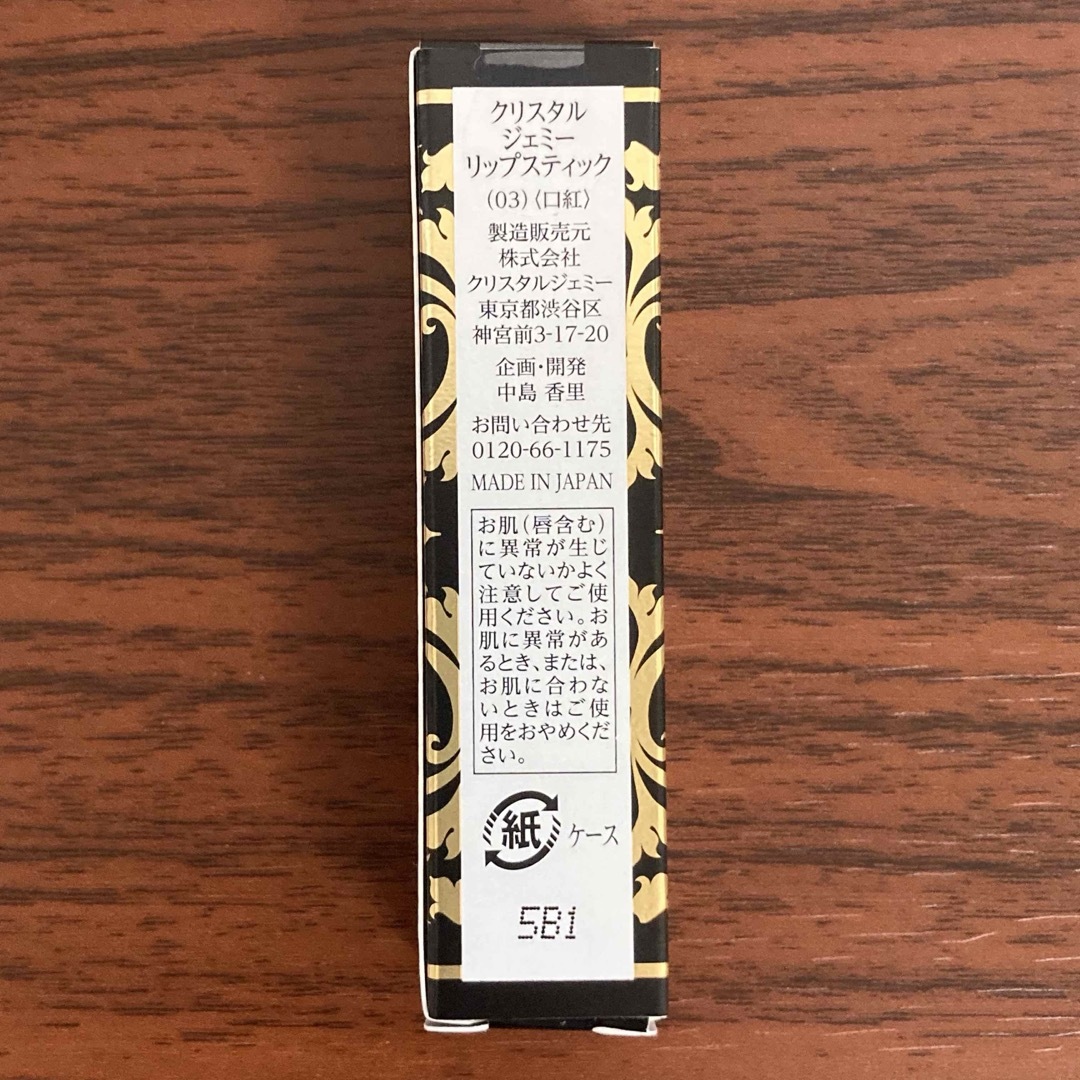 クリスタル
ジェミー
リップスティック
(03)〈口紅〉
製造販売元
株式会社
クリスタルジェミー
東京都渋谷区
神宮前3-17-20
企画・開発
中島 香里
お問い合わせ先
0120-66-1175
MADE IN JAPAN
お肌（唇含む）
に異常が生じ
ていないかよく
注意してご使
用ください。お
肌に異常があ
るとき、または、
お肌に合わな
いときはご使
用をおやめくだ
さい。
紙 ケース
5B1